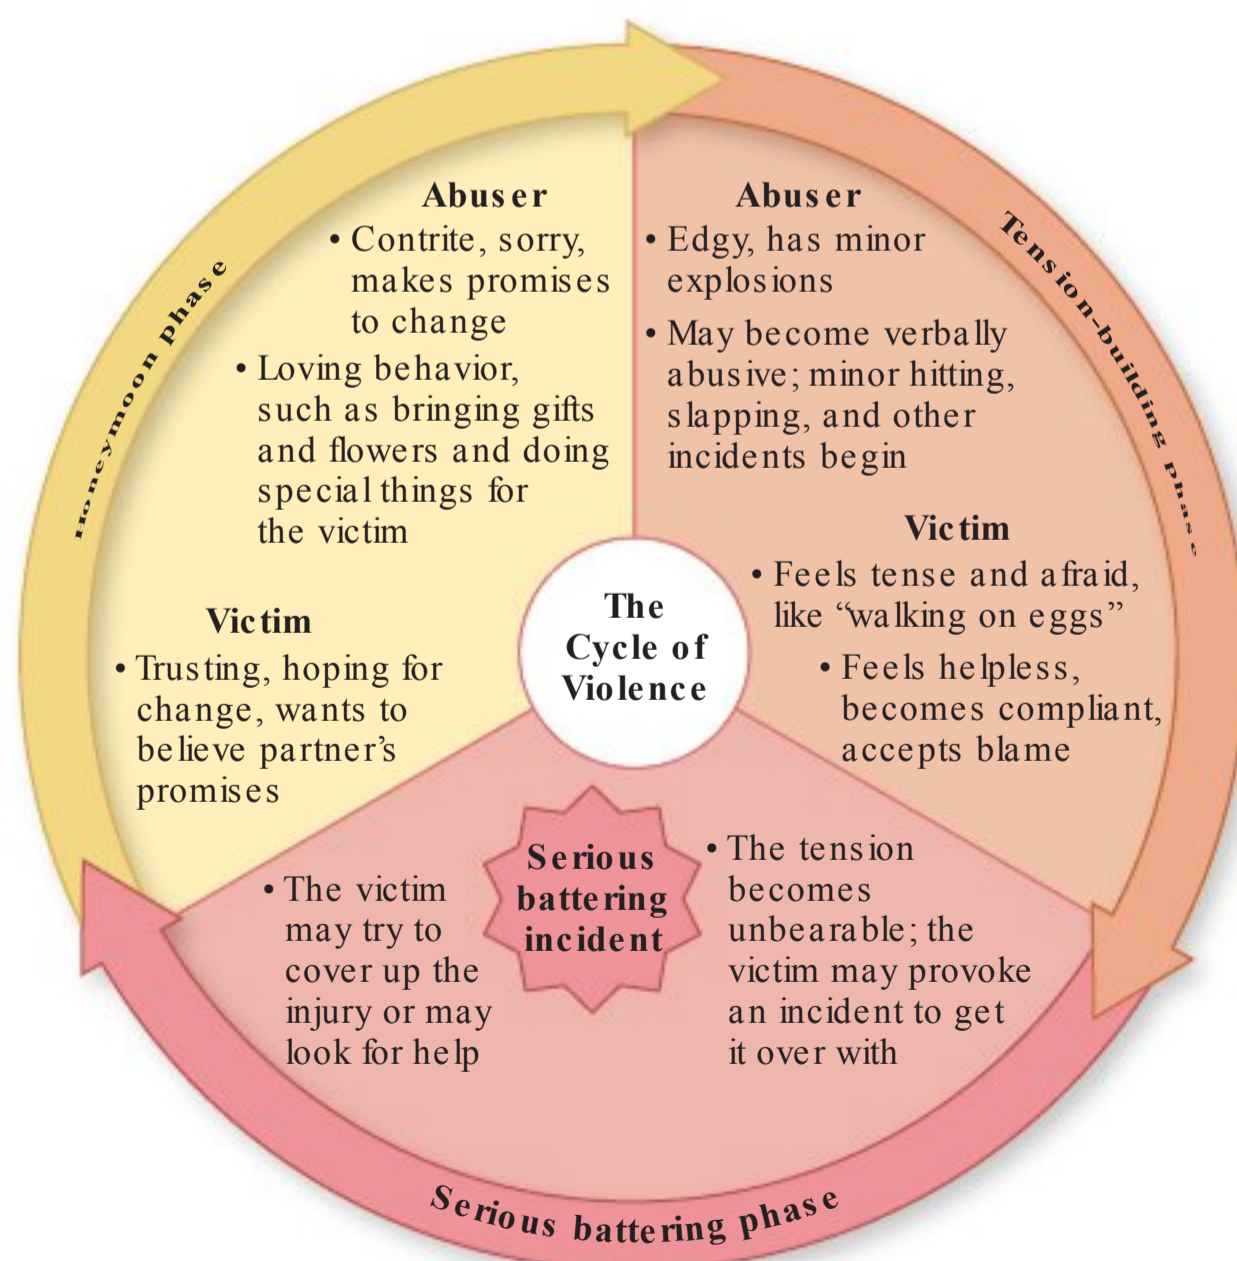 Honeymoon phase
Abuser
• Contrite, sorry,
makes promises
to change
• Loving behavior,
such as bringing gifts
and flowers and doing
special things for
the victim
Victim
• Trusting, hoping for
change, wants to
believe partner’s
promises
Tension-building phase
Abuser
• Edgy, has minor
explosions
• May become verbally
abusive; minor hitting,
slapping, and other
incidents begin
Victim
• Feels tense and afraid,
like “walking on eggs”
• Feels helpless,
becomes compliant,
accepts blame
The
Cycle of
Violence
Serious
battering
incident
• The victim
may try to
cover up the
injury or may
look for help
• The tension
becomes
unbearable; the
victim may provoke
an incident to get
it over with
Serious battering phase